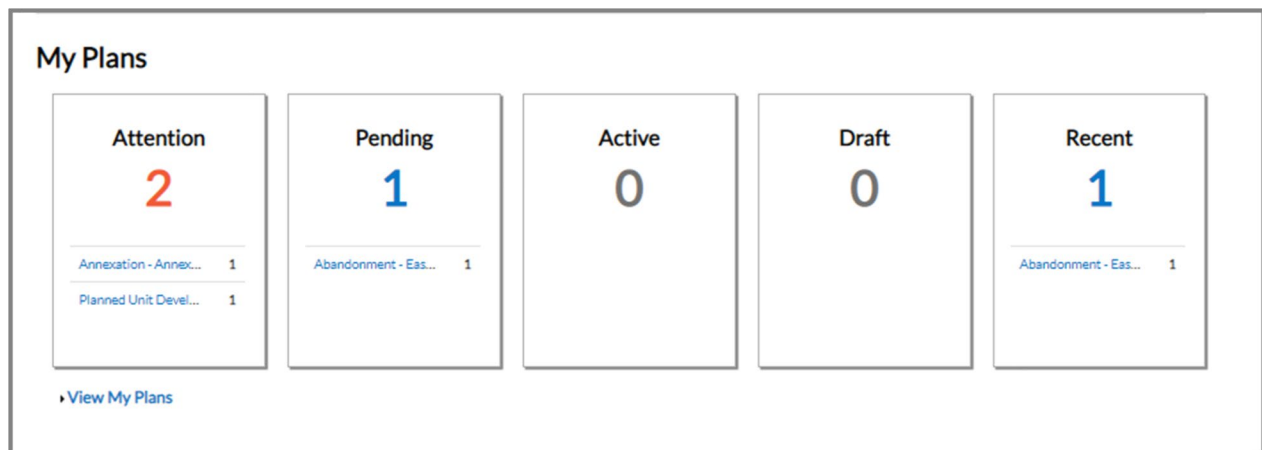 My Plans
Attention
2
Annexation - Annex... 1
Planned Unit Devel... 1
Pending
1
Abandonment - Eas... 1
Active
0
Draft
0
Recent
1
Abandonment - Eas... 1
View My Plans